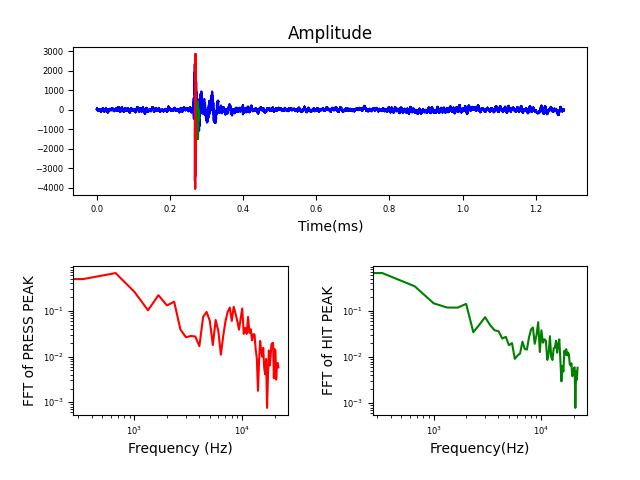 Amplitude
3000
2000
1000
0
−1000
−2000
−3000
−4000
0.0 0.2 0.4 0.6 0.8 1.0 1.2
Time(ms)
FFT of PRESS PEAK
10⁻¹
10⁻²
10⁻³
10³ 10⁴
Frequency (Hz)
FFT of HIT PEAK
10⁻¹
10⁻²
10⁻³
10³ 10⁴
Frequency(Hz)